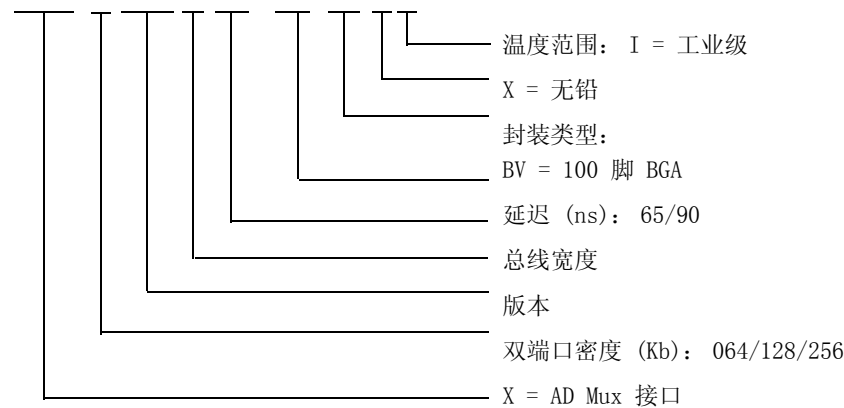 温度范围： I = 工业级
X = 无铅
封装类型：
BV = 100 脚 BGA
延迟 (ns)： 65/90
总线宽度
版本
双端口密度 (Kb)： 064/128/256
X = AD Mux 接口